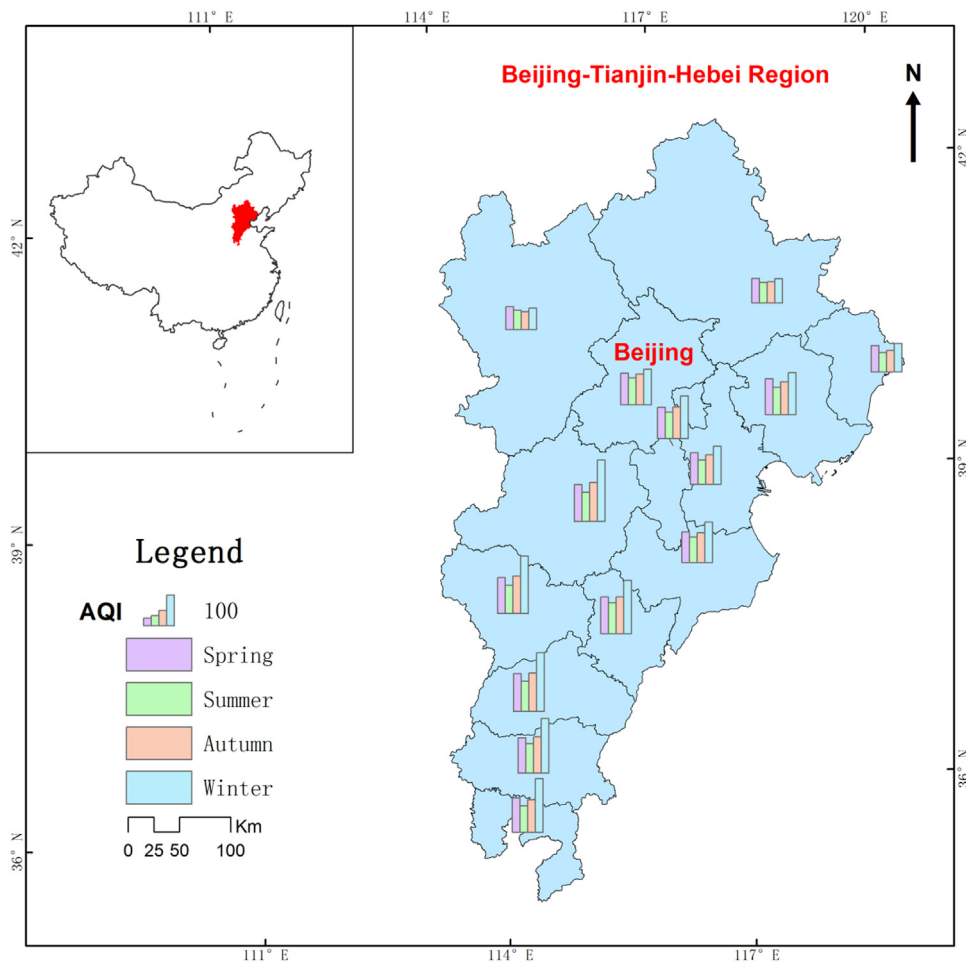 111° E
114° E
117° E
120° E
Beijing-Tianjin-Hebei Region
N
42° N
42° N
Beijing
39° N
39° N
Legend
AQI 100
Spring
Summer
Autumn
Winter
Km
0 25 50 100
36° N
36° N
111° E
114° E
117° E